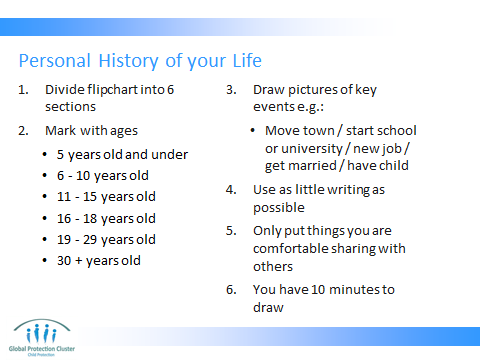 Personal History of your Life
1. Divide flipchart into 6
sections
2. Mark with ages
• 5 years old and under
• 6 - 10 years old
• 11 - 15 years old
• 16 - 18 years old
• 19 - 29 years old
• 30 + years old
3. Draw pictures of key
events e.g.:
• Move town / start school
or university / new job /
get married / have child
4. Use as little writing as
possible
5. Only put things you are
comfortable sharing with
others
6. You have 10 minutes to
draw
Global Protection Cluster
Child Protection